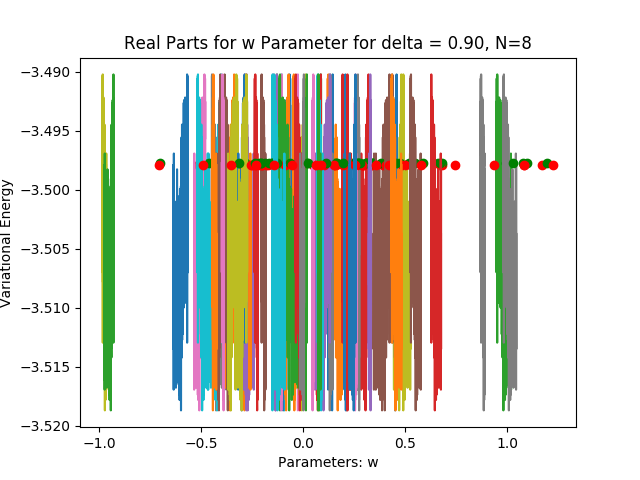 Real Parts for w Parameter for delta = 0.90, N=8
Variational Energy
−3.490
−3.495
−3.500
−3.505
−3.510
−3.515
−3.520
−1.0 −0.5 0.0 0.5 1.0
Parameters: w